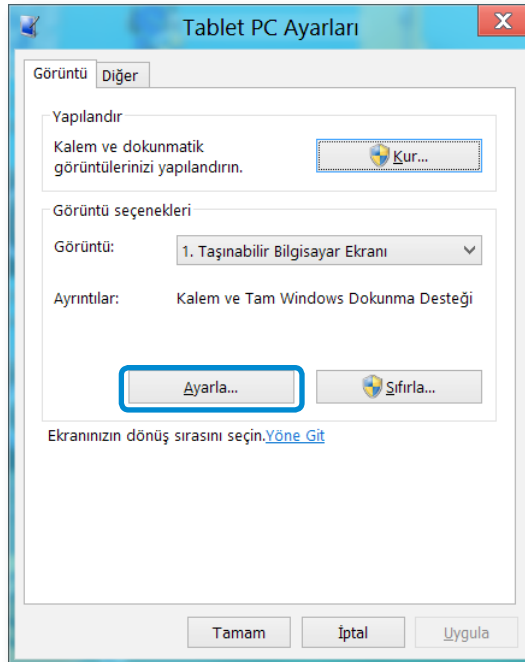 Tablet PC Ayarları
x
Görüntü
Diğer
Yapılandır
Kalem ve dokunmatik
görüntülerinizi yapılandırın.
Kur...
Görüntü seçenekleri
Görüntü:
1. Taşınabilir Bilgisayar Ekranı
Ayrıntılar:
Kalem ve Tam Windows Dokunma Desteği
Ayarla...
Sıfırla...
Ekranınızın dönüş sırasını seçin.Yöne Git
Tamam
İptal
Uygula